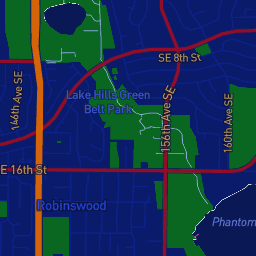 SE 8th St
146th Ave SE
Lake Hills Green
Belt Park
156th Ave SE
160th Ave SE
E 16th St
Robinswood
Phantom